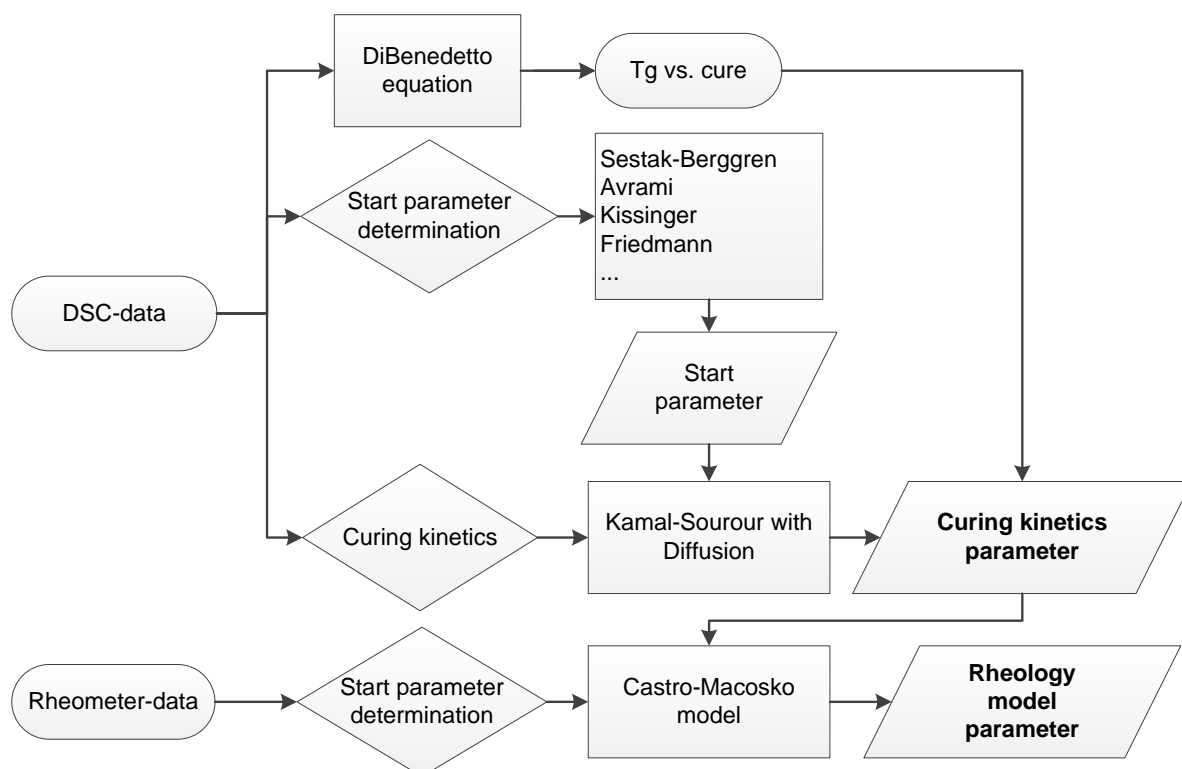 DiBenedetto
equation
Tg vs. cure
Start parameter
determination
Sestak-Berggren
Avrami
Kissinger
Friedmann
...
DSC-data
Start
parameter
Curing kinetics
Kamal-Sourour with
Diffusion
Curing kinetics
parameter
Rheometer-data
Start parameter
determination
Castro-Macosko
model
Rheology
model
parameter